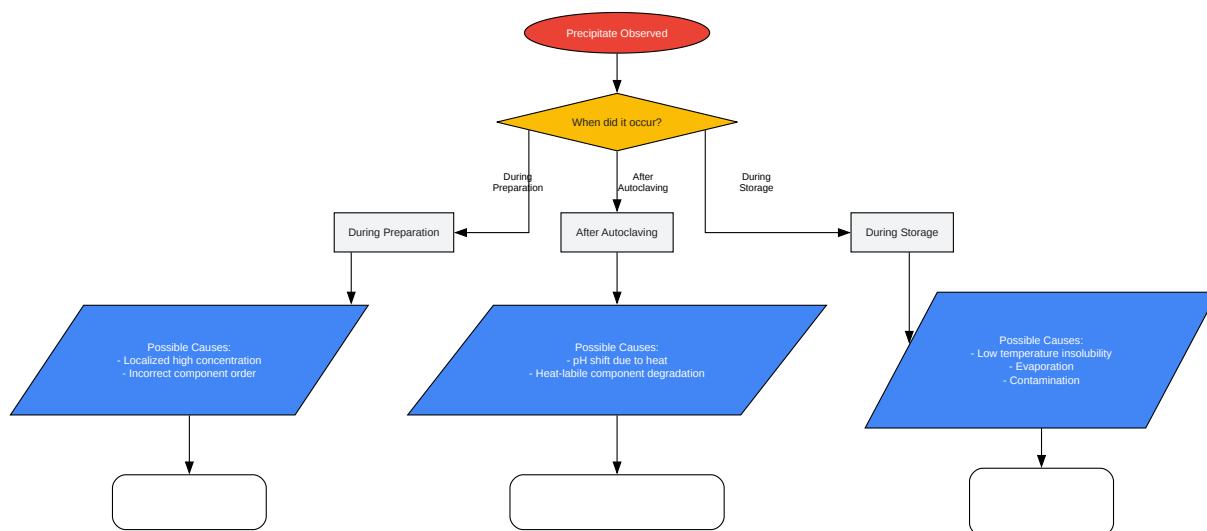 Precipitate Observed
When did it occur?
During
Preparation
After
Autoclaving
During
Storage
During Preparation
After Autoclaving
During Storage
Possible Causes:
- Localized high concentration
- Incorrect component order
Possible Causes:
- pH shift due to heat
- Heat-labile component degradation
Possible Causes:
- Low temperature insolubility
- Evaporation
- Contamination